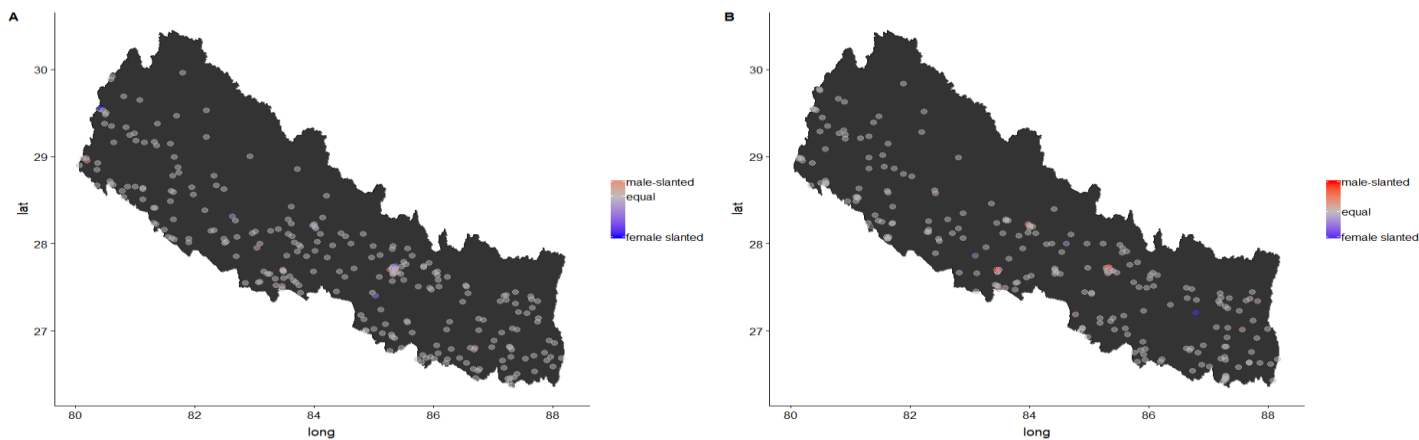 A
lat
30
29
28
27
80
82
84
86
88
long
male-slanted
equal
female slanted
B
lat
30
29
28
27
80
82
84
86
88
long
male-slanted
equal
female slanted